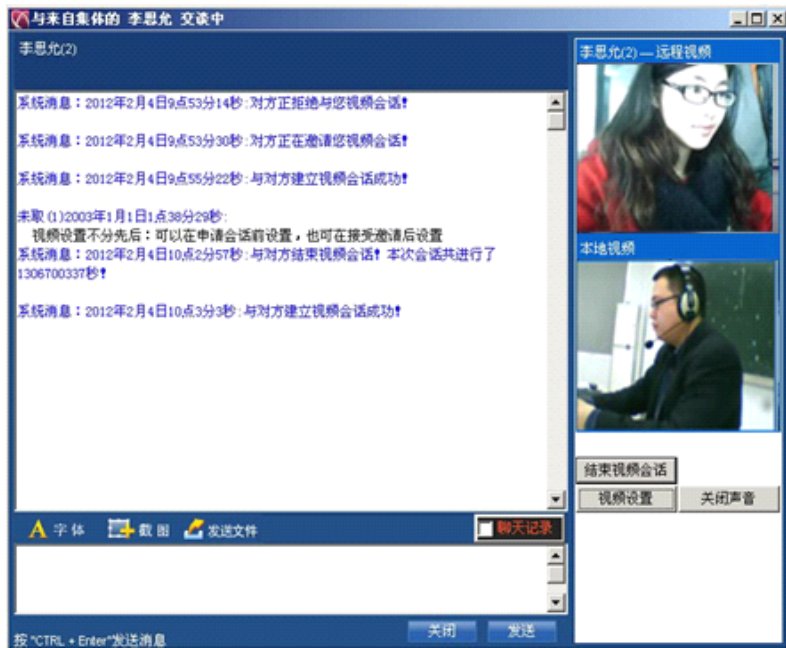 与来自集体的 李思允 交谈中
李思允(2)
系统消息：2012年2月4日9点53分14秒:对方正拒绝与您视频会话!
系统消息：2012年2月4日9点53分30秒:对方正在邀请您视频会话!
系统消息：2012年2月4日9点55分22秒:与对方建立视频会话成功!
未取(1)2003年1月1日1点38分29秒:
视频设置不分先后：可以在申请会话前设置，也可在接受邀请后设置
系统消息：2012年2月4日10点2分57秒:与对方结束视频会话! 本次会话共进行了
1306700337秒!
系统消息：2012年2月4日10点3分3秒:与对方建立视频会话成功!
字体 截图 发送文件 聊天记录
按"CTRL + Enter"发送消息
关闭 发送
李思允(2)—远程视频
本地视频
结束视频会话
视频设置 关闭声音